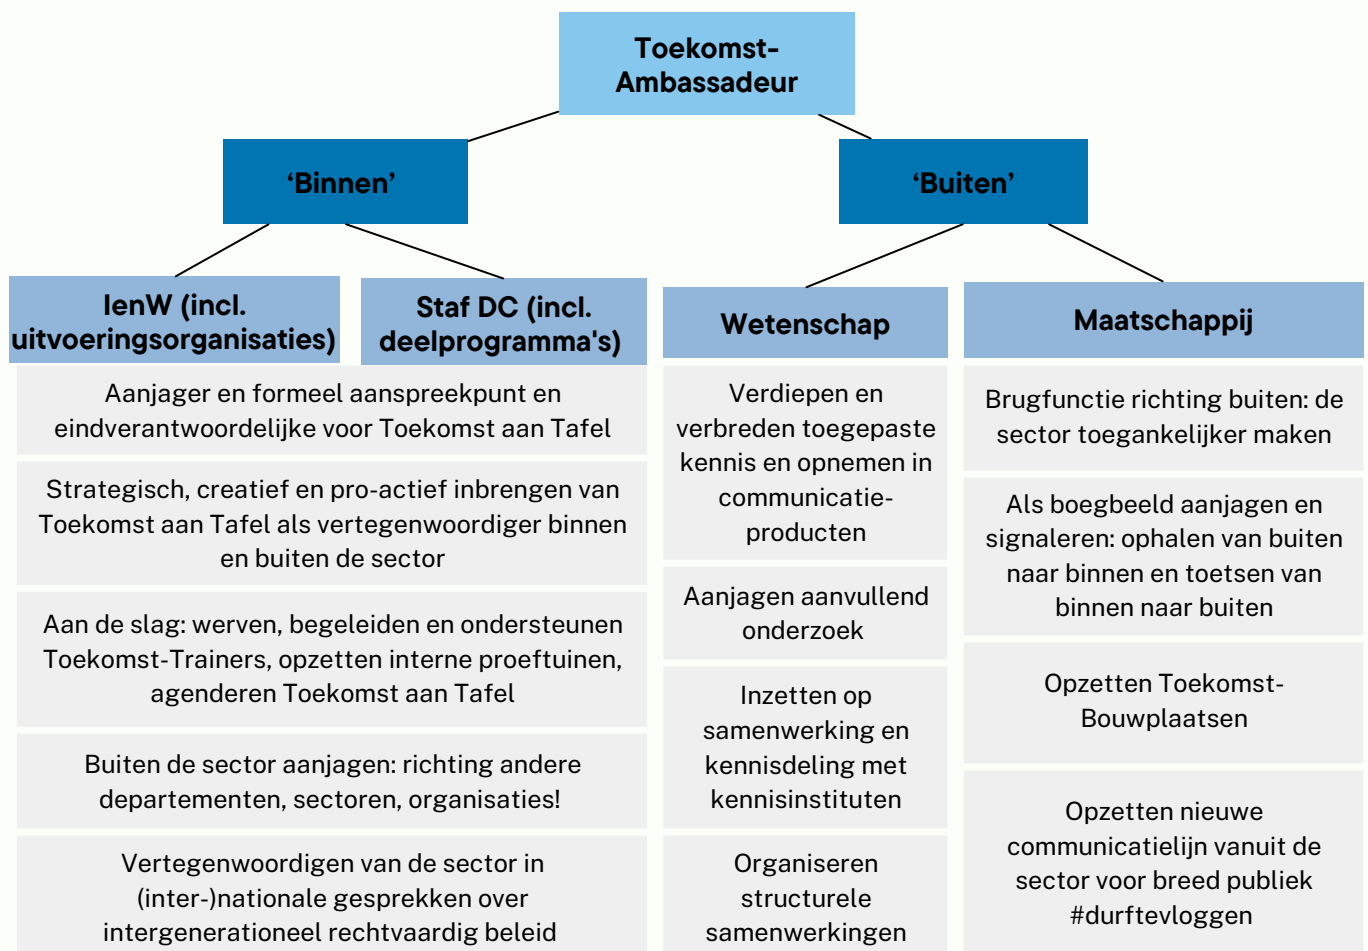 Toekomst-
Ambassadeur
‘Binnen’
‘Buiten’
IenW (incl.
uitvoeringsorganisaties)
Staf DC (incl.
deelprogramma's)
Wetenschap
Maatschappij
Aanjager en formeel aanspreekpunt en
eindverantwoordelijke voor Toekomst aan Tafel
Strategisch, creatief en pro-actief inbrengen van
Toekomst aan Tafel als vertegenwoordiger binnen
en buiten de sector
Aan de slag: werven, begeleiden en ondersteunen
Toekomst-Trainers, opzetten interne proeftuinen,
agenderen Toekomst aan Tafel
Buiten de sector aanjagen: richting andere
departementen, sectoren, organisaties!
Vertegenwoordigen van de sector in
(inter-)nationale gesprekken over
intergenerationeel rechtvaardig beleid
Verdiepen en
verbreden toegepaste
kennis en opnemen in
communicatie-
producten
Aanjagen aanvullend
onderzoek
Inzetten op
samenwerking en
kennisdeling met
kennisinstituten
Organiseren
structurele
samenwerkingen
Brugfunctie richting buiten: de
sector toegankelijker maken
Als boegbeeld aanjagen en
signaleren: ophalen van buiten
naar binnen en toetsen van
binnen naar buiten
Opzetten Toekomst-
Bouwplaatsen
Opzetten nieuwe
communicatielijn vanuit de
sector voor breed publiek
#durftevloggen